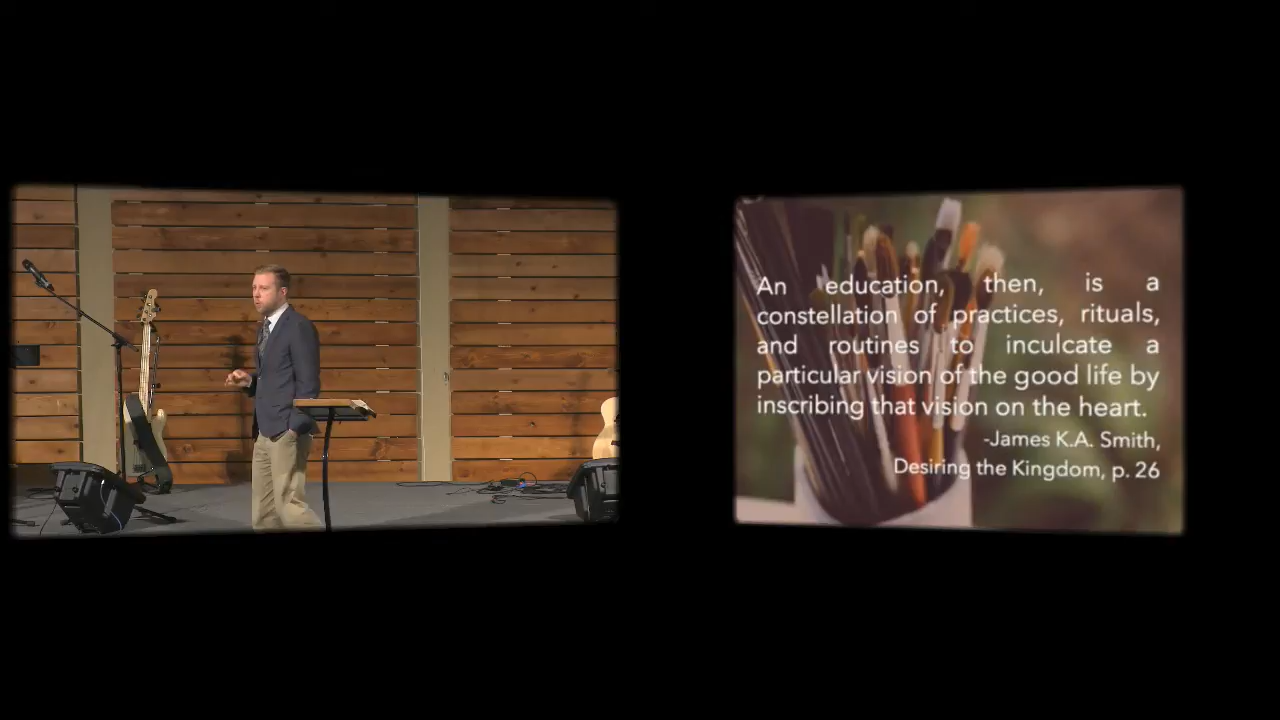 An education, then, is a
constellation of practices, rituals,
and routines to inculcate a
particular vision of the good life by
inscribing that vision on the heart.
-James K.A. Smith,
Desiring the Kingdom, p. 26